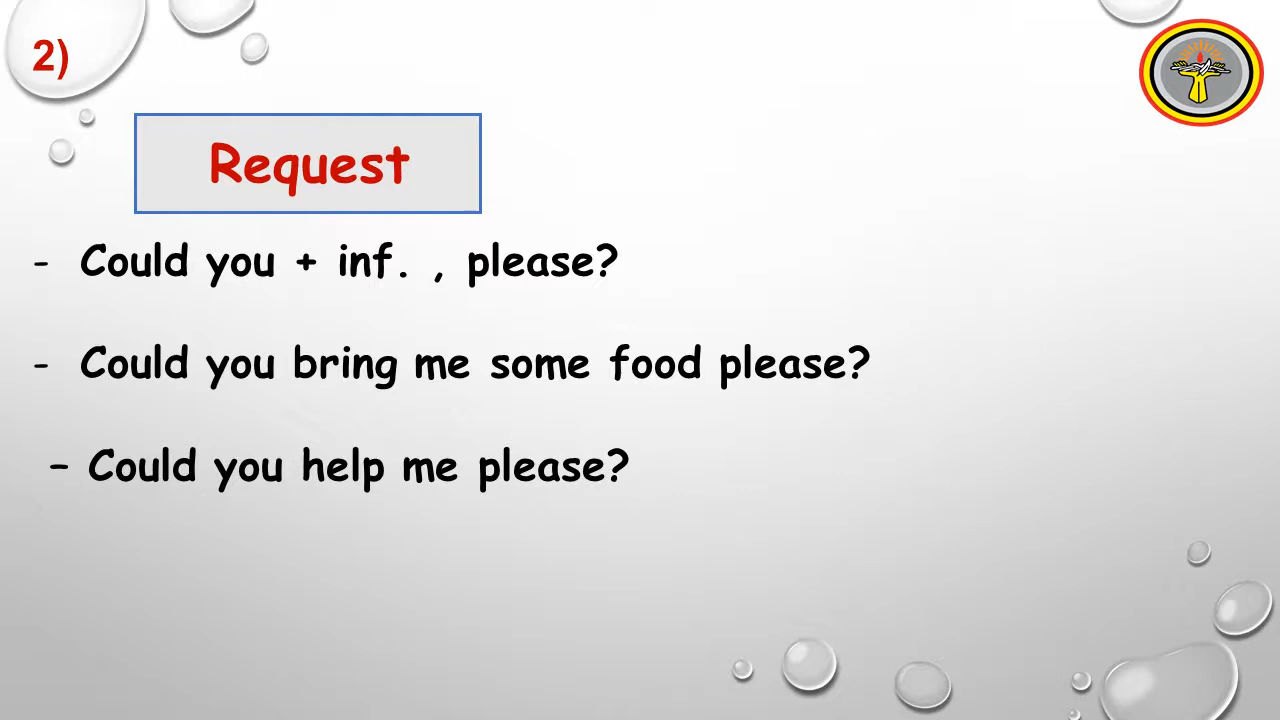 2)
Request
- Could you + inf. , please?
- Could you bring me some food please?
– Could you help me please?